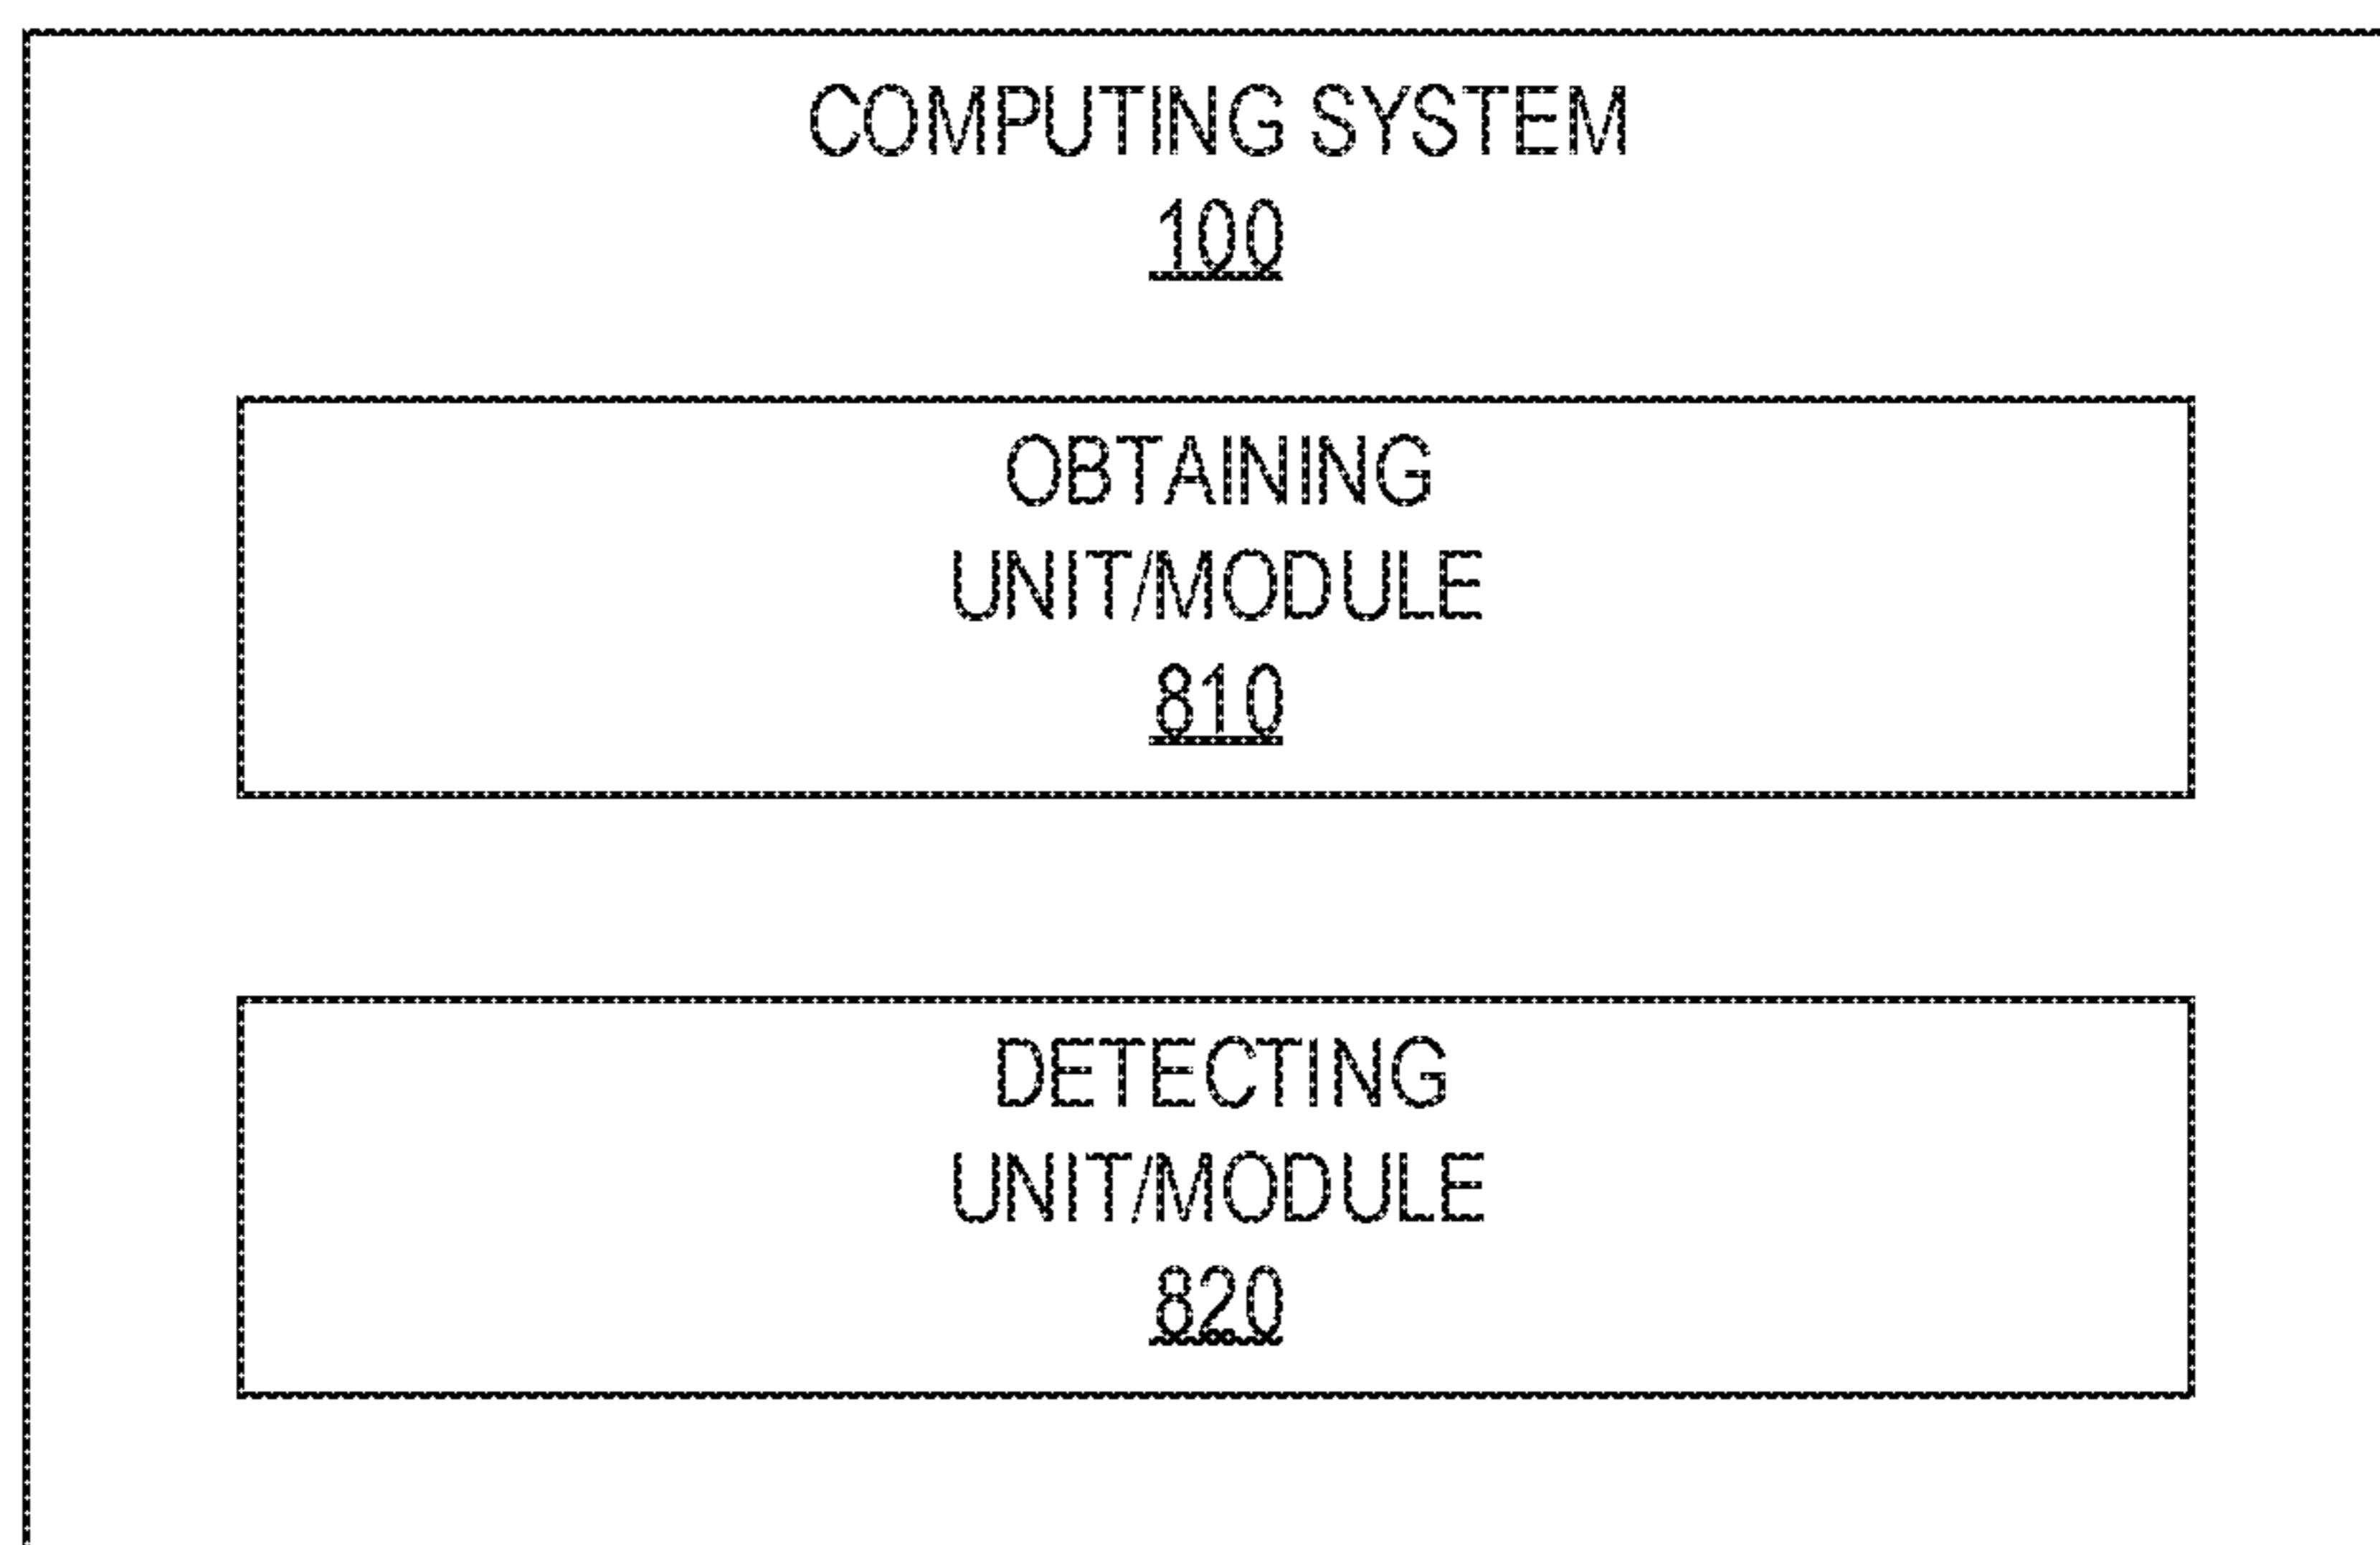 COMPUTING SYSTEM
100
OBTAINING
UNIT/MODULE
810
DETECTING
UNIT/MODULE
820